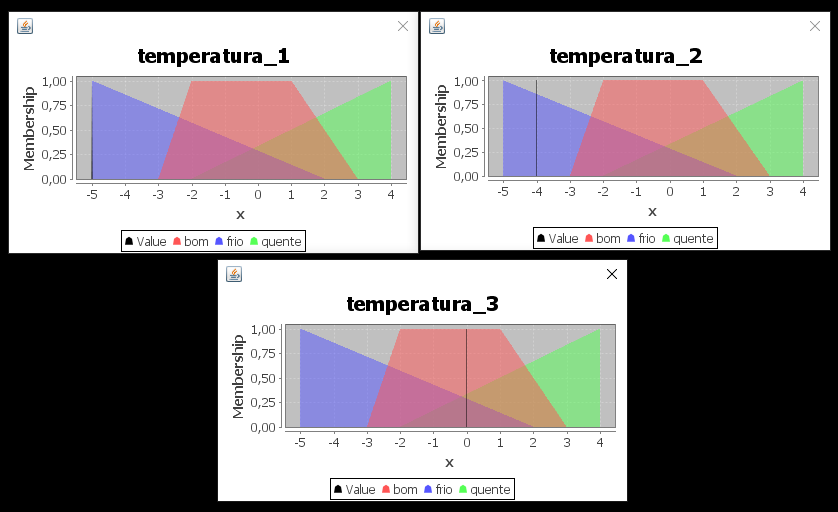 temperatura_1
Membership
1,00
0,75
0,50
0,25
0,00
-5 -4 -3 -2 -1 0 1 2 3 4
x
Value bom frio quente
temperatura_2
Membership
1,00
0,75
0,50
0,25
0,00
-5 -4 -3 -2 -1 0 1 2 3 4
x
Value bom frio quente
temperatura_3
Membership
1,00
0,75
0,50
0,25
0,00
-5 -4 -3 -2 -1 0 1 2 3 4
x
Value bom frio quente